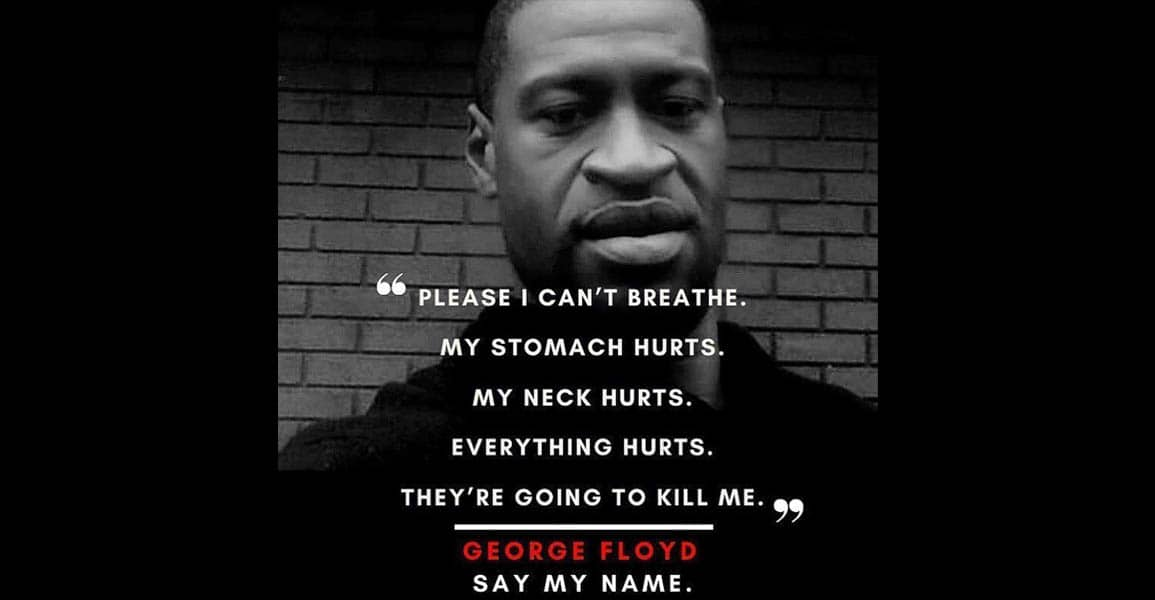 “ PLEASE I CAN’T BREATHE.
MY STOMACH HURTS.
MY NECK HURTS.
EVERYTHING HURTS.
THEY’RE GOING TO KILL ME. ”
GEORGE FLOYD
SAY MY NAME.